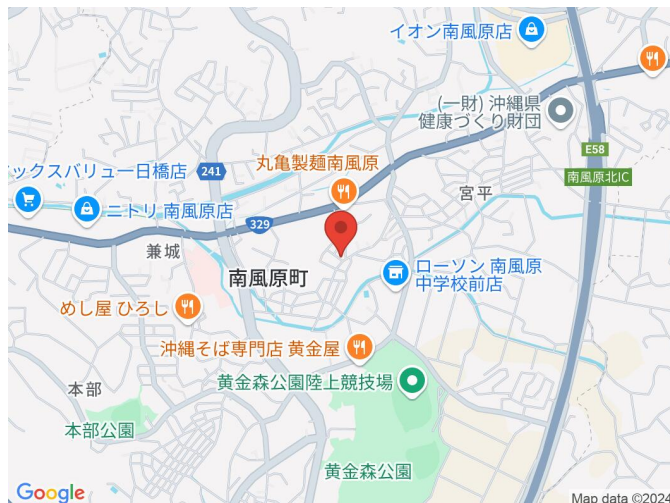 イオン南風原店
(一財) 沖縄県
健康づくり財団
E58
南風原北IC
丸亀製麺南風原
ックスバリュー日橋店
241
ニトリ 南風原店
宮平
329
兼城
南風原町
ローソン 南風原
中学校前店
めし屋 ひろし
沖縄そば専門店 黄金屋
黄金森公園陸上競技場
本部
本部公園
黄金森公園
Google
Map data ©2024